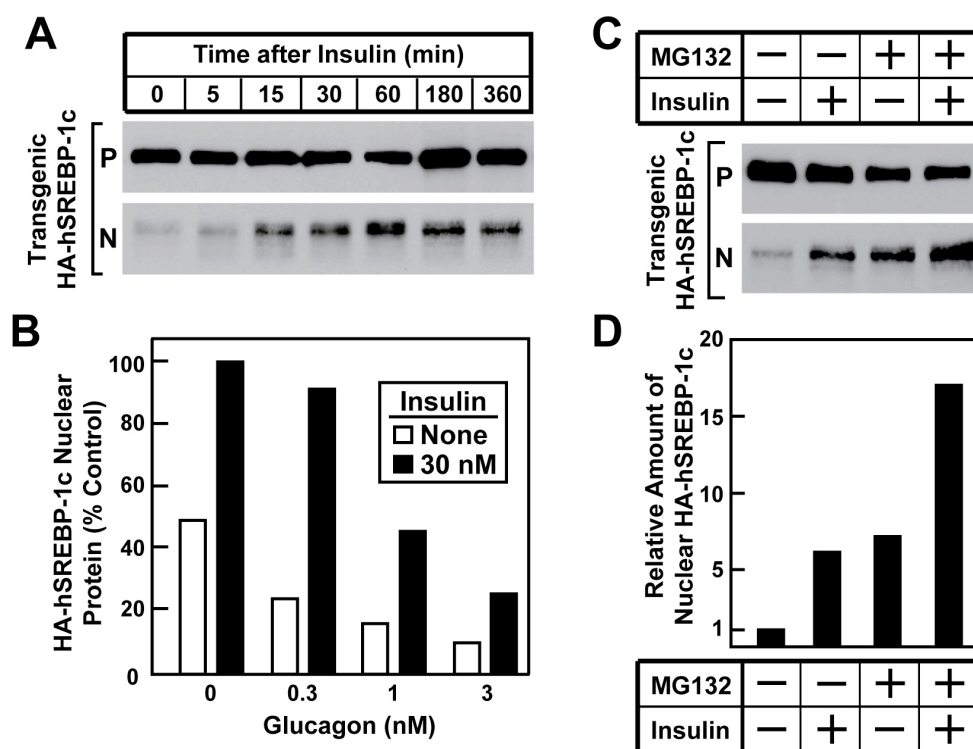 A
Time after Insulin (min)
0 5 15 30 60 180 360
Transgenic
HA-hSREBP-1c
P
N
B
HA-hSREBP-1c Nuclear
Protein (% Control)
100
80
60
40
20
0
Insulin
None
30 nM
0 0.3 1 3
Glucagon (nM)
C
MG132 — — + +
Insulin — + — +
Transgenic
HA-hSREBP-1c
P
N
D
Relative Amount of
Nuclear HA-hSREBP-1c
20
15
10
5
1
MG132 — — + +
Insulin — + — +